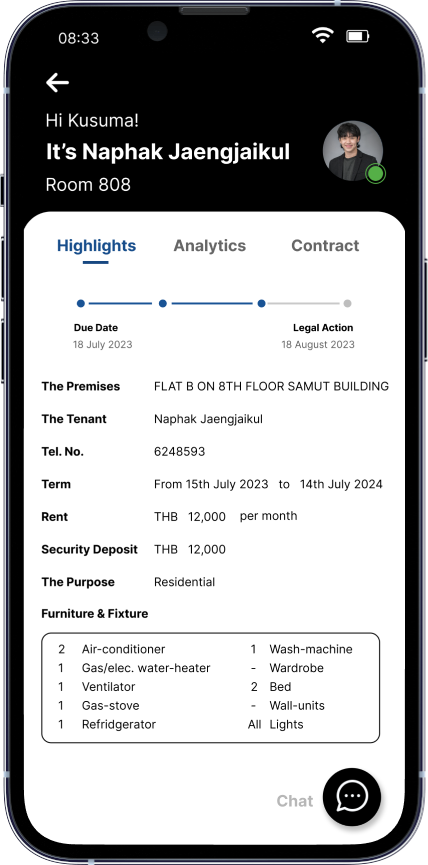 08:33
Hi Kusuma!
It's Naphak Jaengjaikul
Room 808
Highlights Analytics Contract
Due Date Legal Action
18 July 2023 18 August 2023
The Premises FLAT B ON 8TH FLOOR SAMUT BUILDING
The Tenant Naphak Jaengjaikul
Tel. No. 6248593
Term From 15th July 2023 to 14th July 2024
Rent THB 12,000 per month
Security Deposit THB 12,000
The Purpose Residential
Furniture & Fixture
2 Air-conditioner 1 Wash-machine
1 Gas/elec. water-heater - Wardrobe
1 Ventilator 2 Bed
1 Gas-stove - Wall-units
1 Refridgerator All Lights
Chat